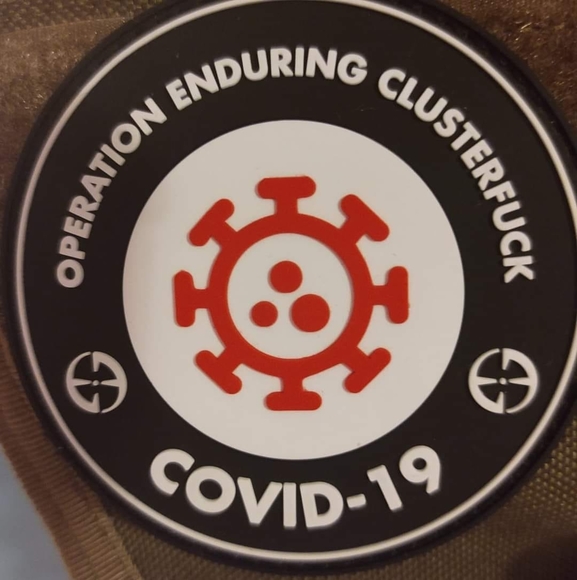 OPERATION ENDURING CLUSTERFUCK
COVID-19